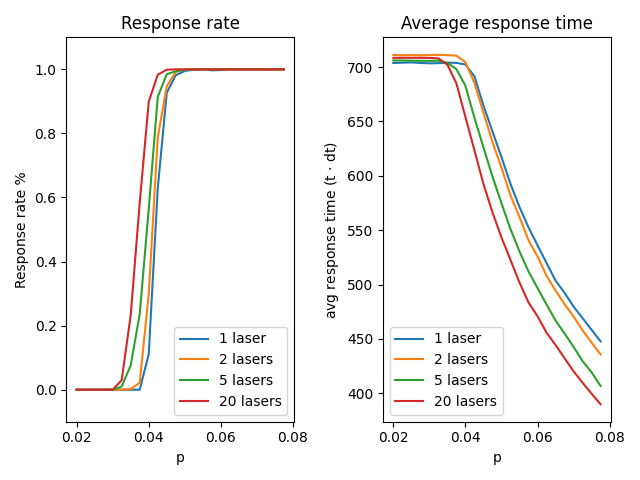 Response rate
Response rate %
1.0
0.8
0.6
0.4
0.2
0.0
0.02 0.04 0.06 0.08
p
1 laser
2 lasers
5 lasers
20 lasers
Average response time
avg response time (t · dt)
700
650
600
550
500
450
400
0.02 0.04 0.06 0.08
p
1 laser
2 lasers
5 lasers
20 lasers